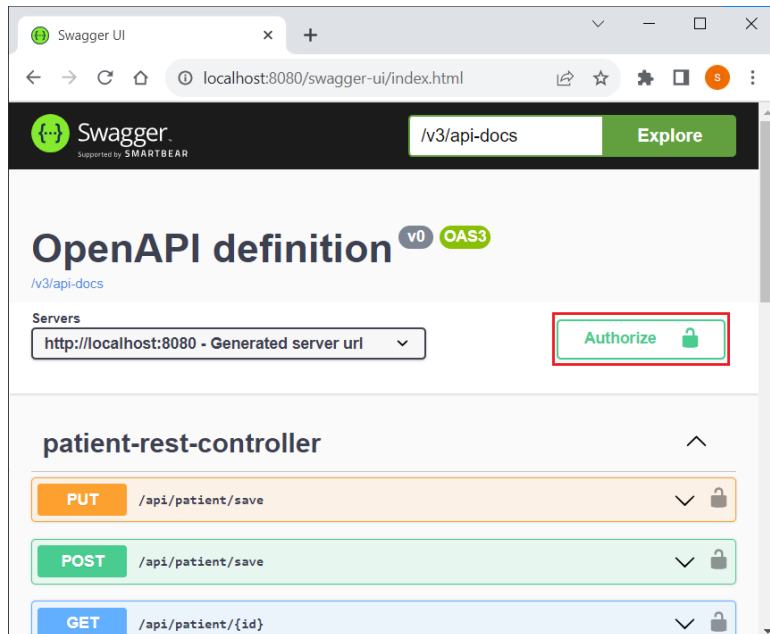 Swagger UI
localhost:8080/swagger-ui/index.html
S
Swagger.
Supported by SMARTBEAR
/v3/api-docs
Explore
OpenAPI definition v0 OAS3
/v3/api-docs
Servers
http://localhost:8080 - Generated server url
Authorize
patient-rest-controller
PUT /api/patient/save
POST /api/patient/save
GET /api/patient/{id}